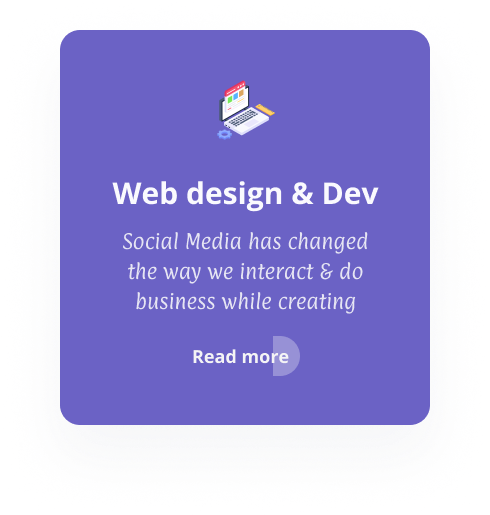 Web design & Dev
Social Media has changed
the way we interact & do
business while creating
Read more